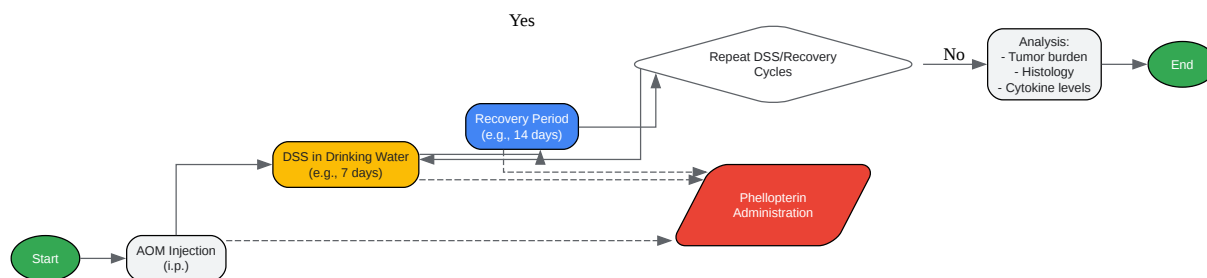 Yes
Repeat DSS/Recovery
Cycles
No
Analysis:
- Tumor burden
- Histology
- Cytokine levels
End
Recovery Period
(e.g., 14 days)
DSS in Drinking Water
(e.g., 7 days)
Phellopterin
Administration
Start
AOM Injection
(i.p.)